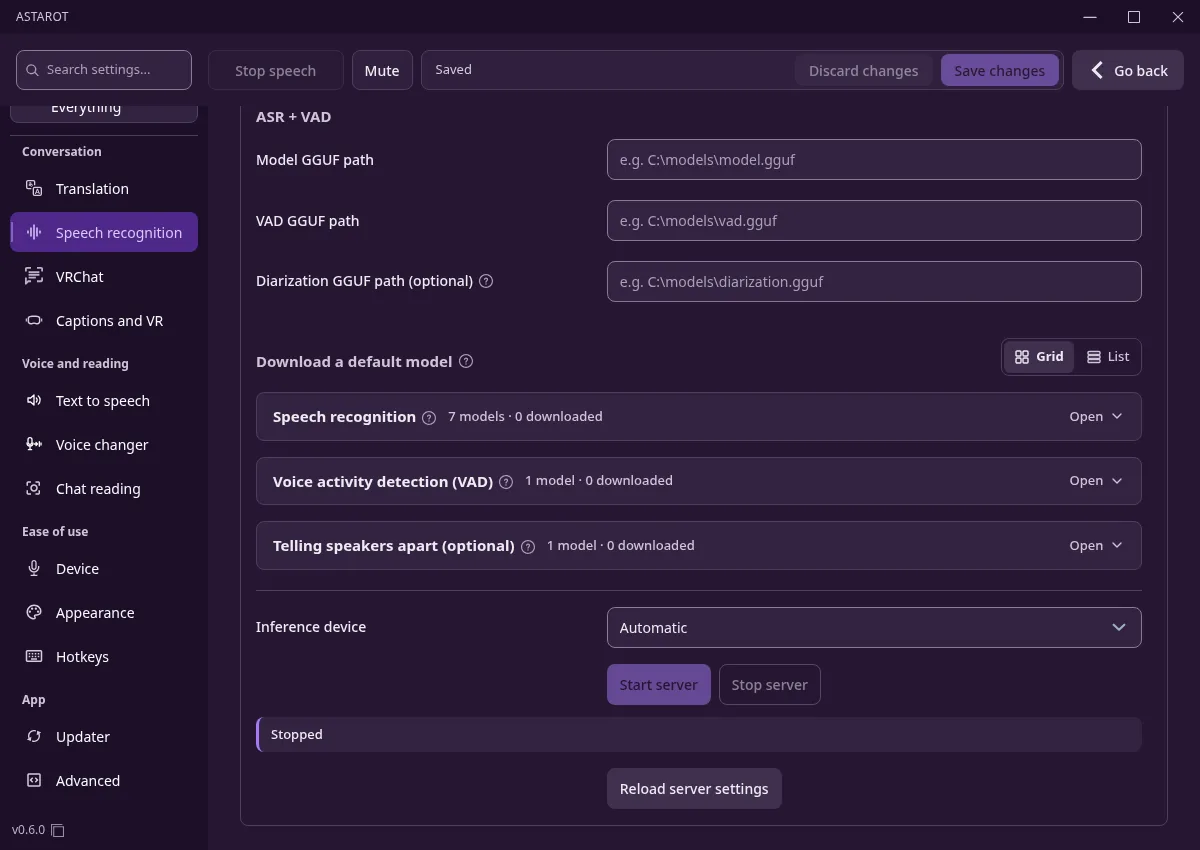 ASTAROT
Search settings...
Stop speech
Mute
Saved
Discard changes
Save changes
Go back
Everything
Conversation
Translation
Speech recognition
VRChat
Captions and VR
Voice and reading
Text to speech
Voice changer
Chat reading
Ease of use
Device
Appearance
Hotkeys
App
Updater
Advanced
v0.6.0
ASR + VAD
Model GGUF path
e.g. C:\models\model.gguf
VAD GGUF path
e.g. C:\models\vad.gguf
Diarization GGUF path (optional) ?
e.g. C:\models\diarization.gguf
Download a default model ?
Grid
List
Speech recognition ? 7 models · 0 downloaded
Open
Voice activity detection (VAD) ? 1 model · 0 downloaded
Open
Telling speakers apart (optional) ? 1 model · 0 downloaded
Open
Inference device
Automatic
Start server
Stop server
Stopped
Reload server settings